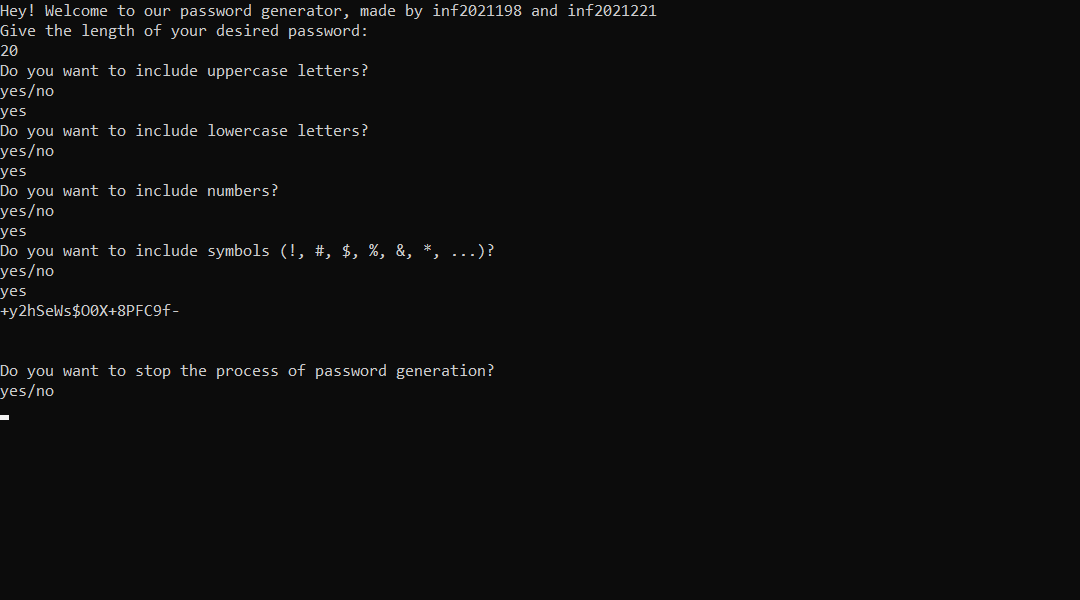 Hey! Welcome to our password generator, made by inf2021198 and inf2021221
Give the length of your desired password:
20
Do you want to include uppercase letters?
yes/no
yes
Do you want to include lowercase letters?
yes/no
yes
Do you want to include numbers?
yes/no
yes
Do you want to include symbols (!, #, $, %, &, *, ...)?
yes/no
yes
+y2hSeWs$O0X+8PFC9f-
Do you want to stop the process of password generation?
yes/no